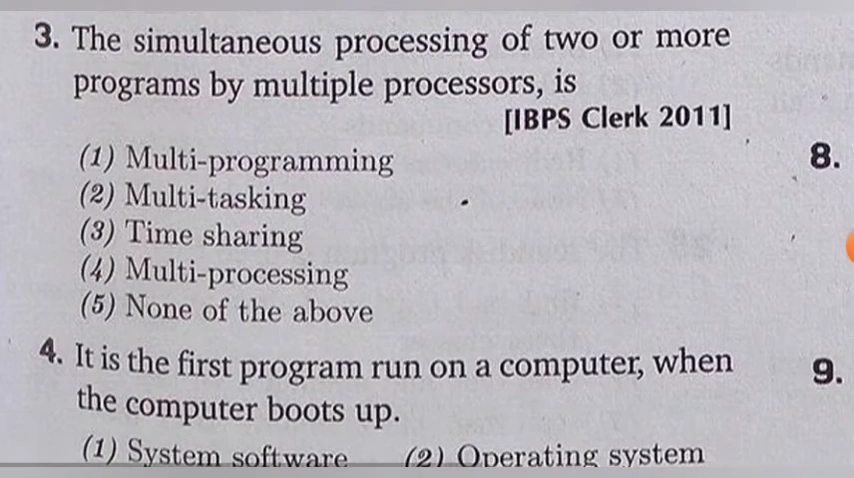 3. The simultaneous processing of two or more
programs by multiple processors, is
[IBPS Clerk 2011]
(1) Multi-programming
(2) Multi-tasking
(3) Time sharing
(4) Multi-processing
(5) None of the above
4. It is the first program run on a computer, when
the computer boots up.
(1) System software (2) Operating system
8.
9.